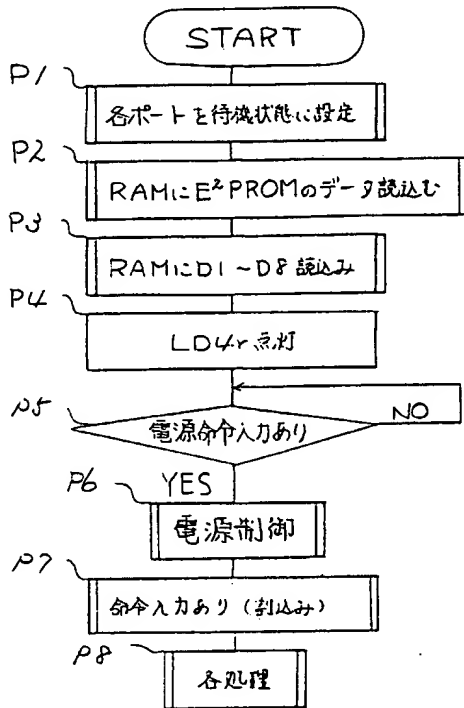 START
P1
各ポートを待機状態に設定
P2
RAMにE²PROMのデータ読込む
P3
RAMにD1～D8読込み
P4
LD4r点灯
P5
電源命令入力あり
NO
YES
P6
電源制御
P7
命令入力あり(割込み)
P8
各処理